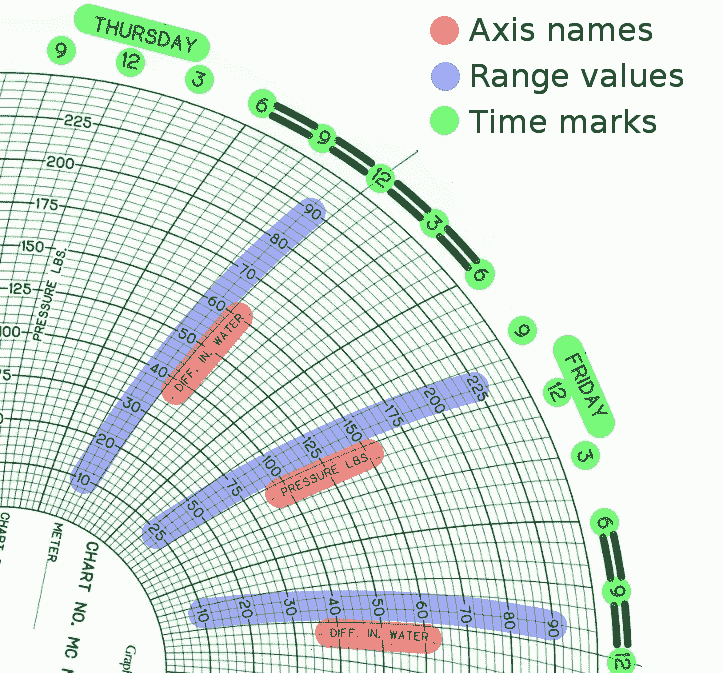 Axis names
Range values
Time marks
THURSDAY
9 12 3 6 9 12 3 6
9 12 3
FRIDAY
6 9 12
225
200
175
150
125
100
PRESSURE LBS.
90
80
70
60
50
40
30
20
10
DIFF. IN. WATER
225
200
175
150
125
100
75
50
25
PRESSURE LBS.
10 20 30 40 50 60 70 80 90
DIFF. IN. WATER
METER
CHART NO. MC